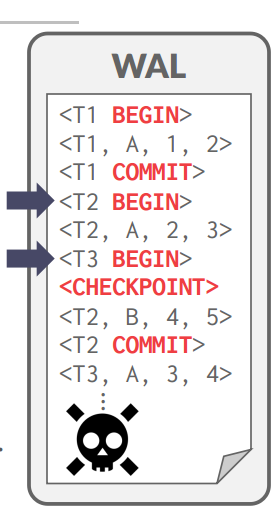 WAL
<T1 BEGIN>
<T1, A, 1, 2>
<T1 COMMIT>
<T2 BEGIN>
<T2, A, 2, 3>
<T3 BEGIN>
<CHECKPOINT>
<T2, B, 4, 5>
<T2 COMMIT>
<T3, A, 3, 4>
⋮